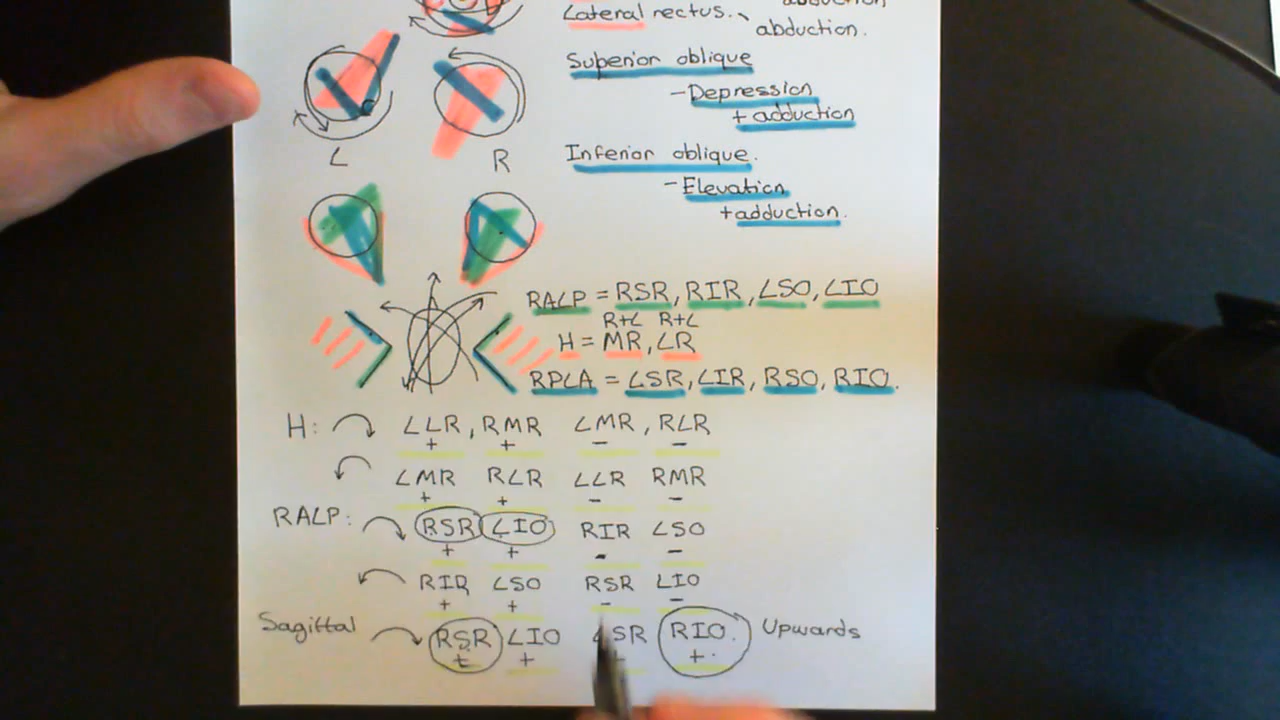 abduction
Lateral rectus.
abduction.
Superior oblique
- Depression
+ adduction
L R
Inferior oblique.
- Elevation
+ adduction.
RALP = RSR, RIR, LSO, LIO
R+L R+L
H = MR, LR
RPLA = LSR, LIR, RSO, RIO.
H: LLR, RMR LMR, RLR
+ + - -
LMR RLR LLR RMR
+ + - -
RALP: RSR LIO RIR LSO
+ + - -
RIR LSO RSR LIO
+ + - -
Sagittal RSR LIO SR RIO. Upwards
+ + +